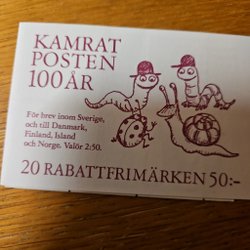 KAMRAT
POSTEN
100 ÅR
För brev inom Sverige,
och till Danmark,
Finland, Island
och Norge. Valör 2:50.
20 RABATTFRIMÄRKEN 50:-